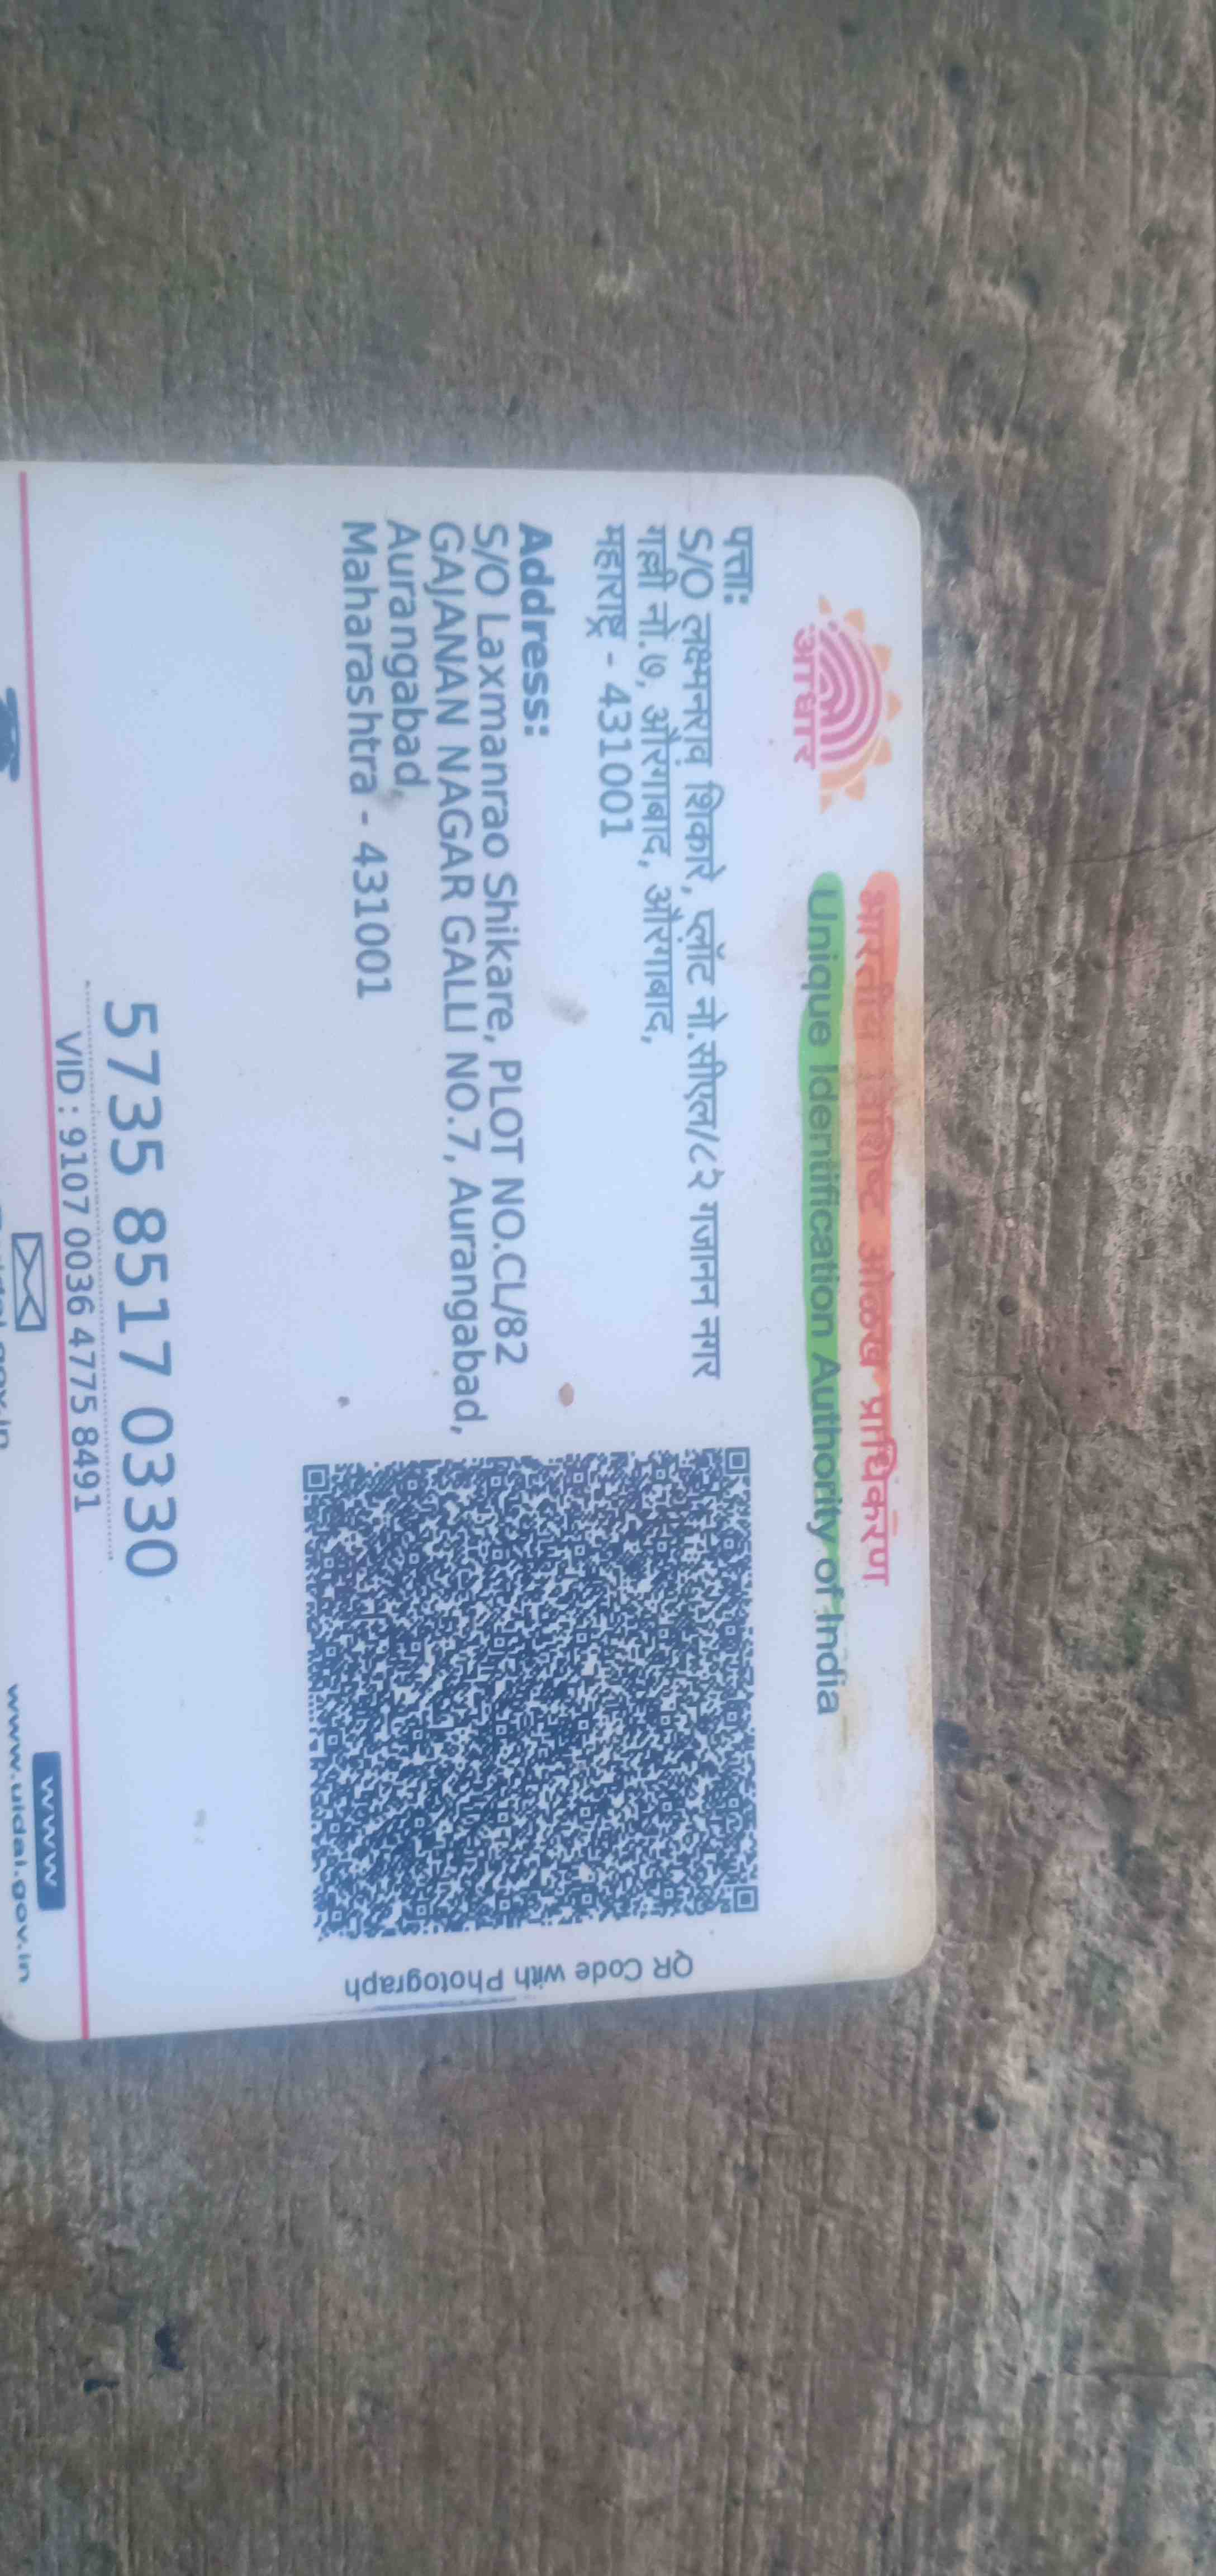 भारतीय विशिष्ट ओळख प्राधिकरण
Unique Identification Authority of India
आधार
पत्ता:
S/O लक्ष्मनराव शिकारे, प्लॉट नो.सीएल/८२ गजानन नगर
गल्ली नो.७, औरंगाबाद, औरंगाबाद,
महाराष्ट्र - 431001
Address:
S/O Laxmanrao Shikare, PLOT NO.CL/82
GAJANAN NAGAR GALLI NO.7, Aurangabad,
Aurangabad,
Maharashtra - 431001
QR Code with Photograph
5735 8517 0330
VID : 9107 0036 4775 8491
www
www.uidai.gov.in